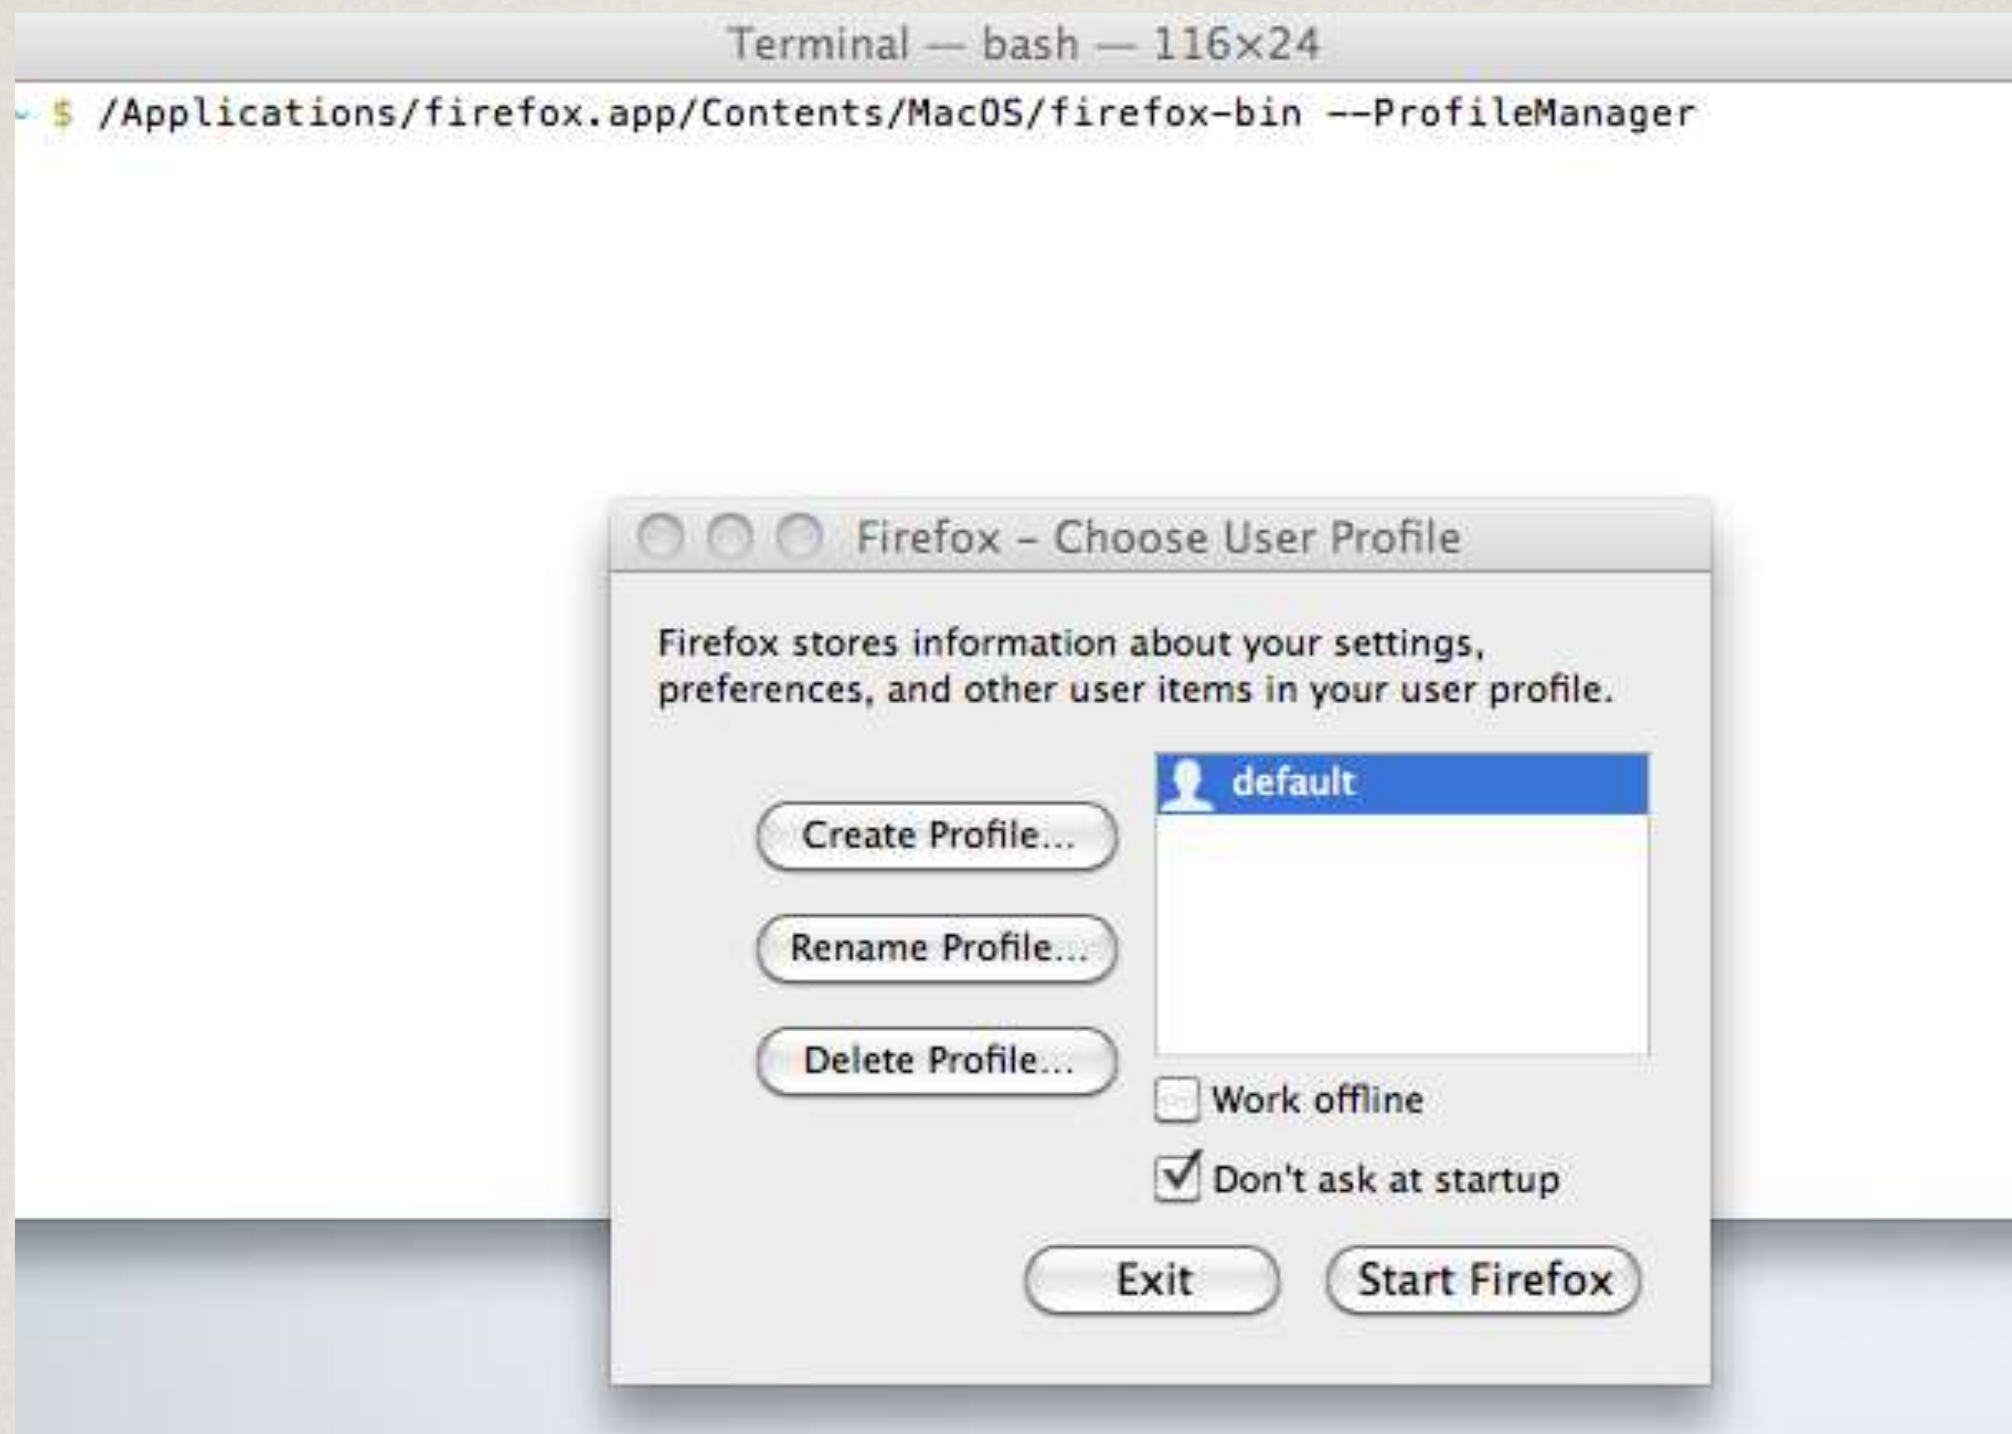 Terminal — bash — 116×24
~ $ /Applications/firefox.app/Contents/MacOS/firefox-bin --ProfileManager
Firefox – Choose User Profile
Firefox stores information about your settings,
preferences, and other user items in your user profile.
default
Create Profile...
Rename Profile...
Delete Profile...
Work offline
Don't ask at startup
Exit
Start Firefox